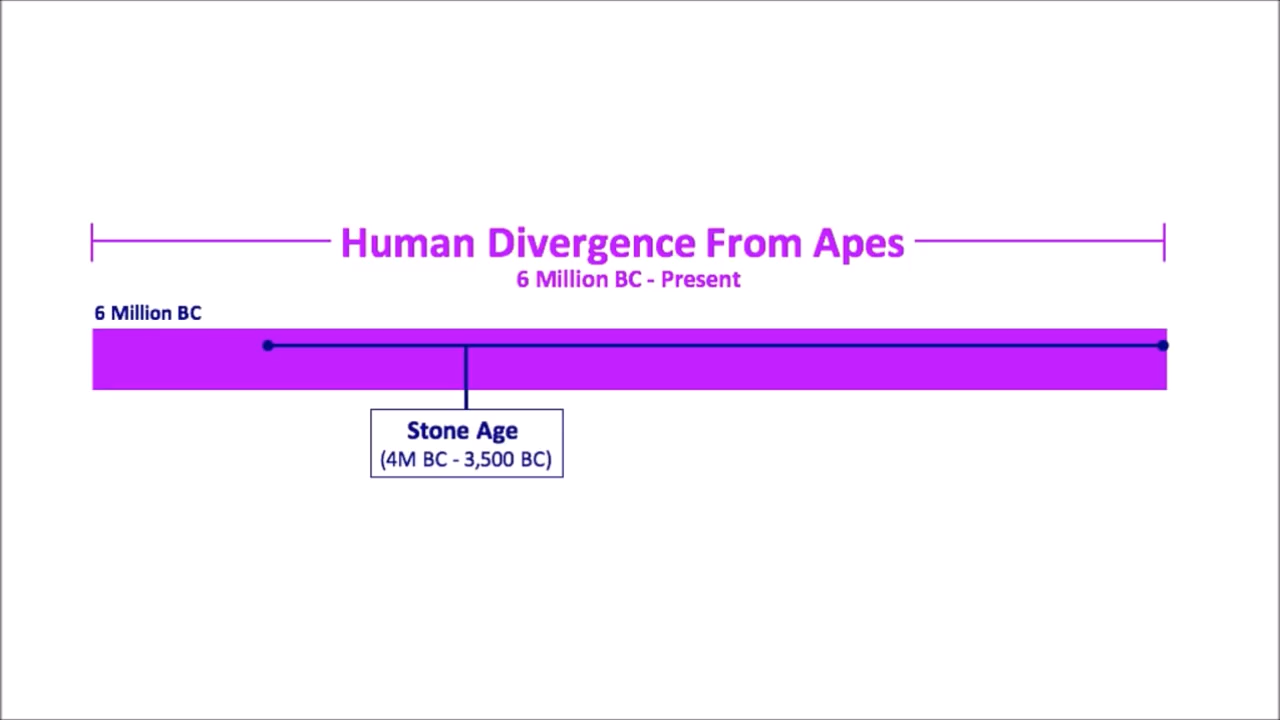 Human Divergence From Apes
6 Million BC - Present
6 Million BC
Stone Age
(4M BC - 3,500 BC)